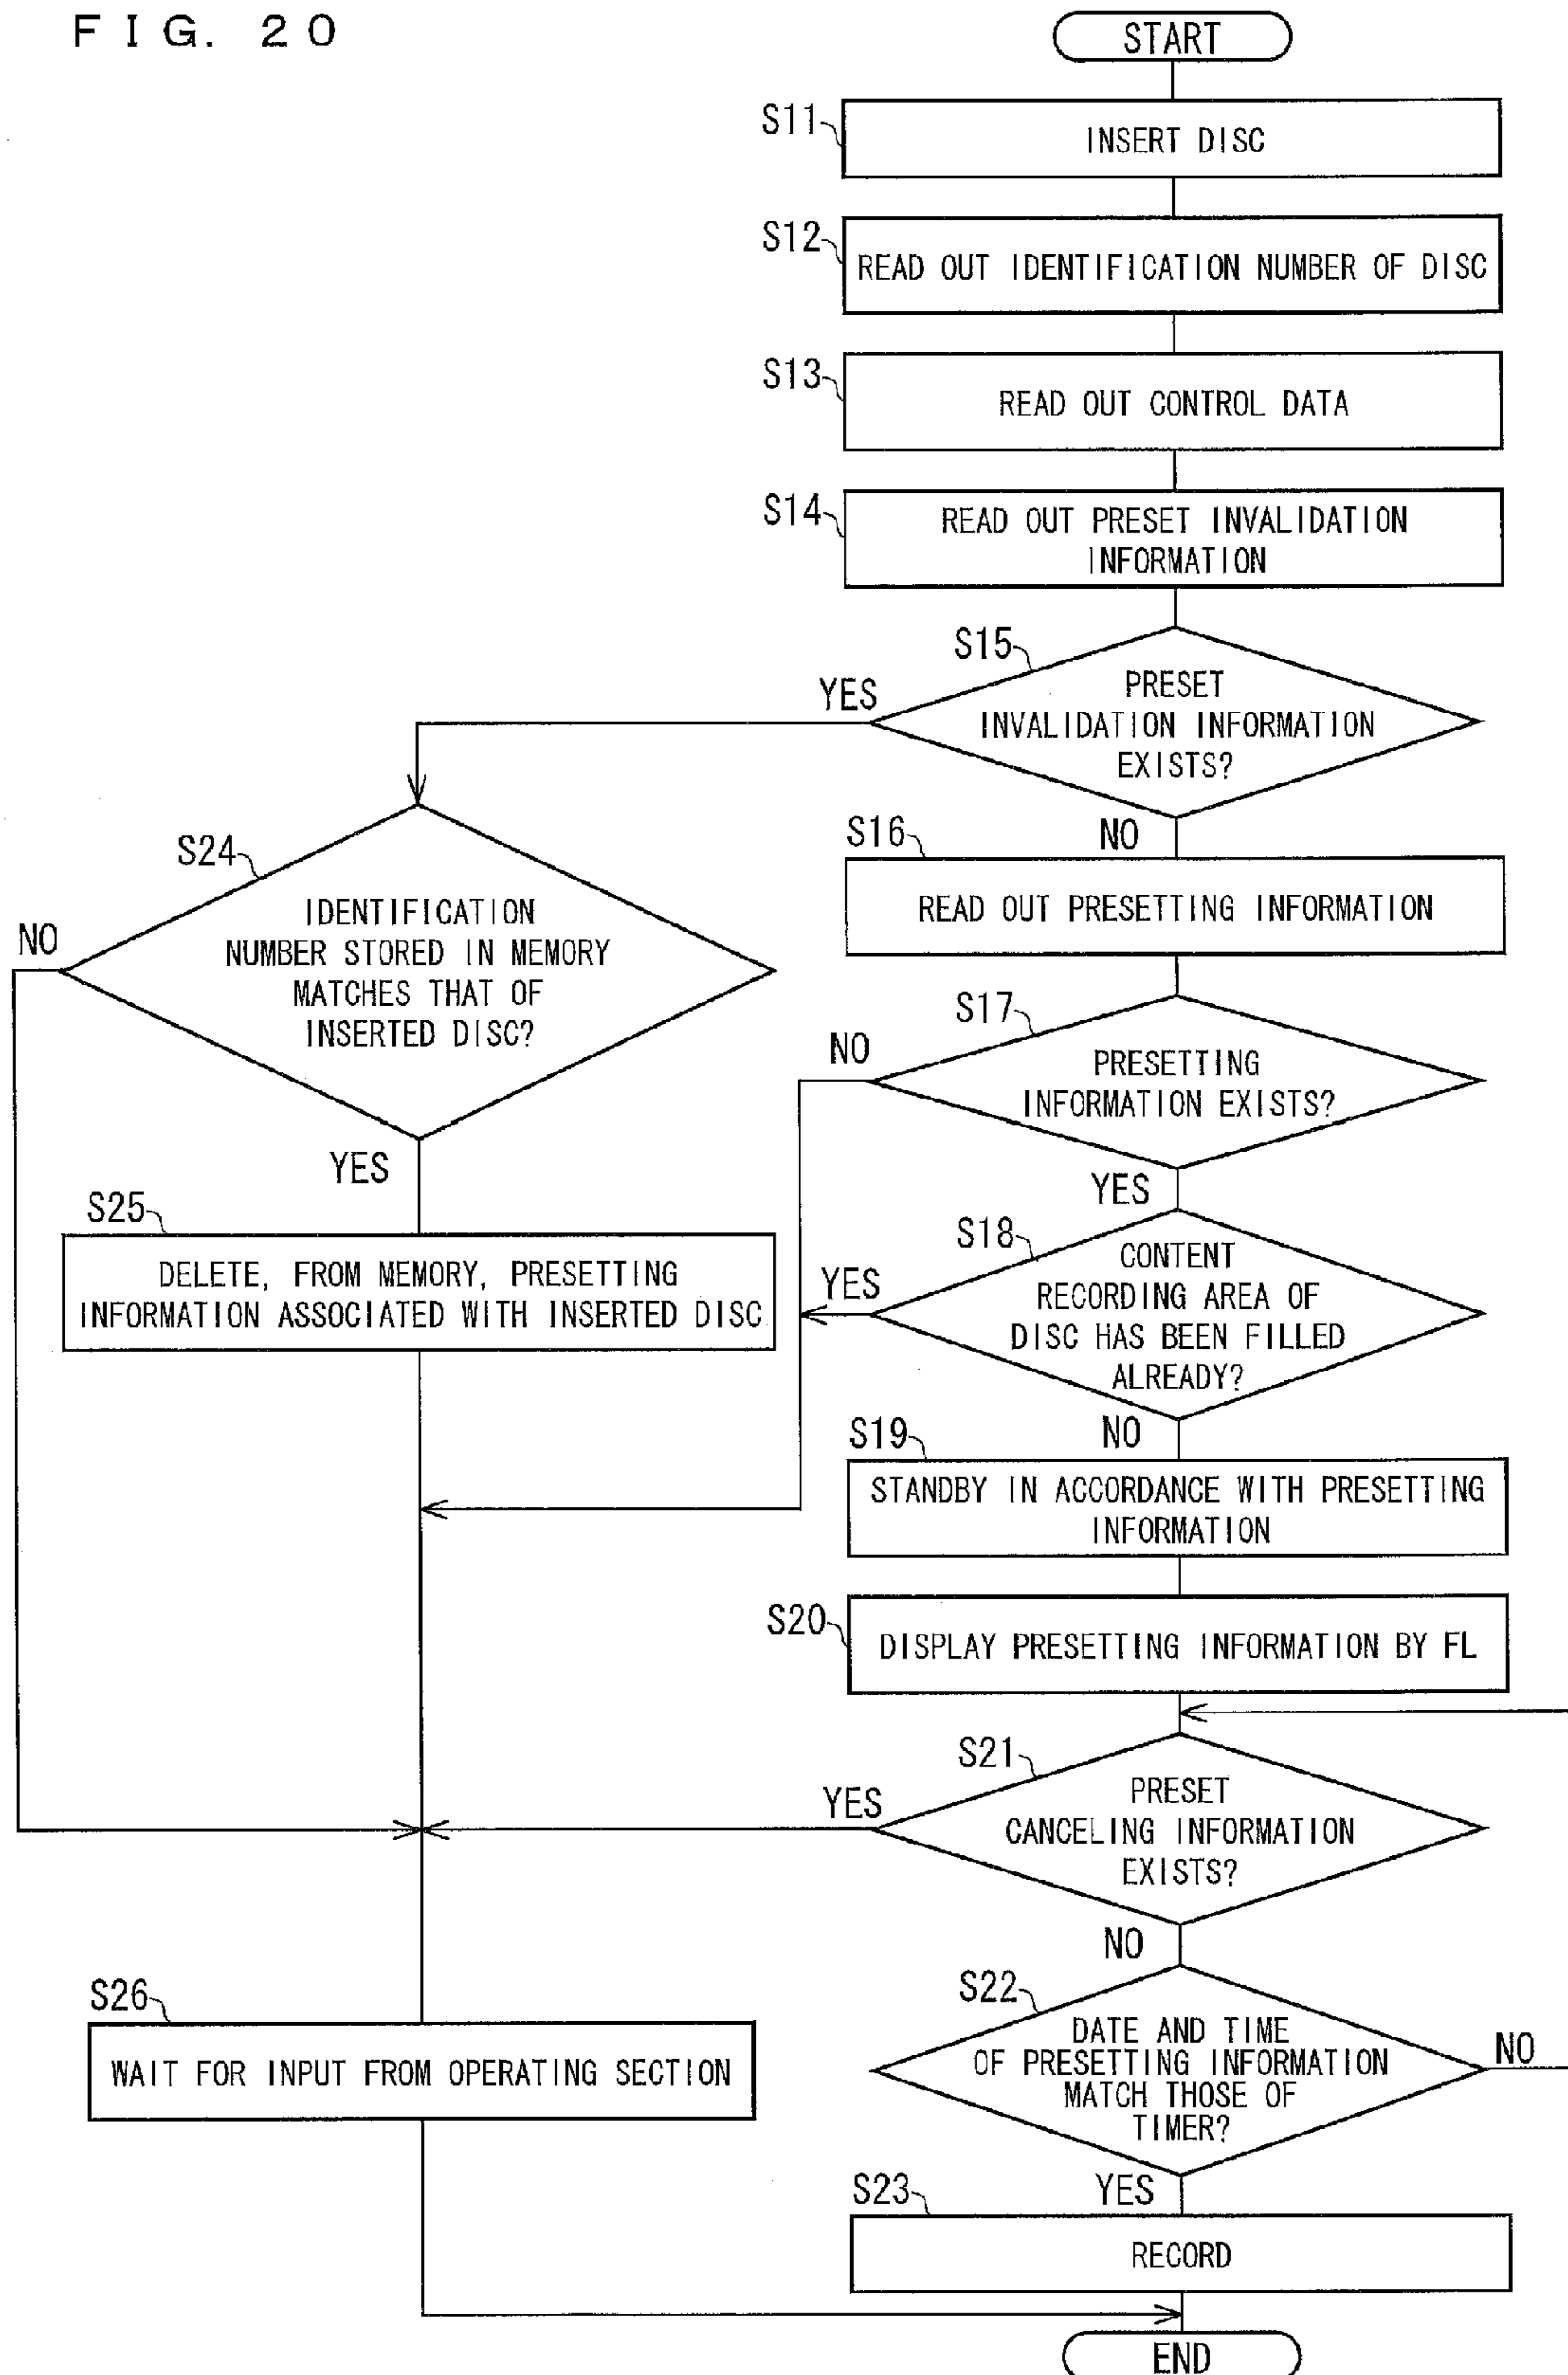 FIG. 20
START
S11
INSERT DISC
S12
READ OUT IDENTIFICATION NUMBER OF DISC
S13
READ OUT CONTROL DATA
S14
READ OUT PRESET INVALIDATION
INFORMATION
S15
YES
PRESET
INVALIDATION INFORMATION
EXISTS?
NO
S24
IDENTIFICATION
NUMBER STORED IN MEMORY
MATCHES THAT OF
INSERTED DISC?
NO
YES
S16
READ OUT PRESETTING INFORMATION
S17
NO
PRESETTING
INFORMATION EXISTS?
YES
S25
DELETE, FROM MEMORY, PRESETTING
INFORMATION ASSOCIATED WITH INSERTED DISC
S18
YES
CONTENT
RECORDING AREA OF
DISC HAS BEEN FILLED
ALREADY?
NO
S19
STANDBY IN ACCORDANCE WITH PRESETTING
INFORMATION
S20
DISPLAY PRESETTING INFORMATION BY FL
S21
YES
PRESET
CANCELING INFORMATION
EXISTS?
NO
S22
DATE AND TIME
OF PRESETTING INFORMATION
MATCH THOSE OF
TIMER?
NO
YES
S26
WAIT FOR INPUT FROM OPERATING SECTION
S23
RECORD
END